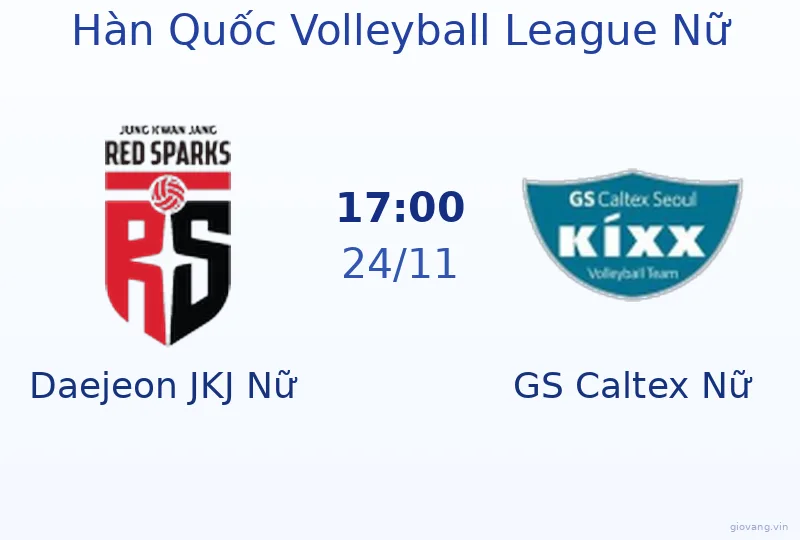 Hàn Quốc Volleyball League Nữ
JUNG KWAN JANG
RED SPARKS
RS
17:00
24/11
GS Caltex Seoul
KÍXX
Volleyball Team
Daejeon JKJ Nữ
GS Caltex Nữ
giovang.vin